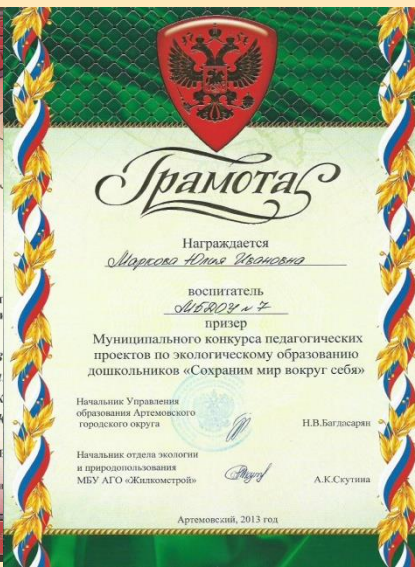 Грамота
Награждается
Маркова Юлия Ивановна
воспитатель
МБДОУ № 7
призер
Муниципального конкурса педагогических
проектов по экологическому образованию
дошкольников «Сохраним мир вокруг себя»
Начальник Управления
образования Артемовского
городского округа
Н.В.Багдасарян
Начальник отдела экологии
и природопользования
МБУ АГО «Жилкомстрой»
А.К.Скутина
Артемовский, 2013 год